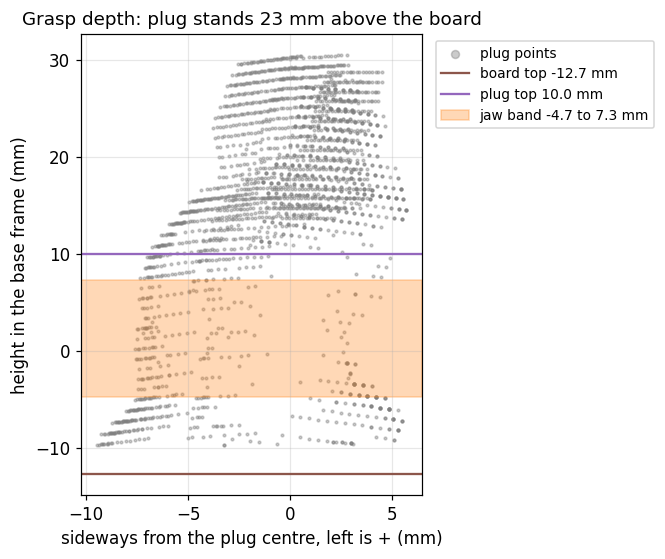 Grasp depth: plug stands 23 mm above the board
plug points
board top -12.7 mm
plug top 10.0 mm
jaw band -4.7 to 7.3 mm
height in the base frame (mm)
30
20
10
0
−10
−10
−5
0
5
sideways from the plug centre, left is + (mm)